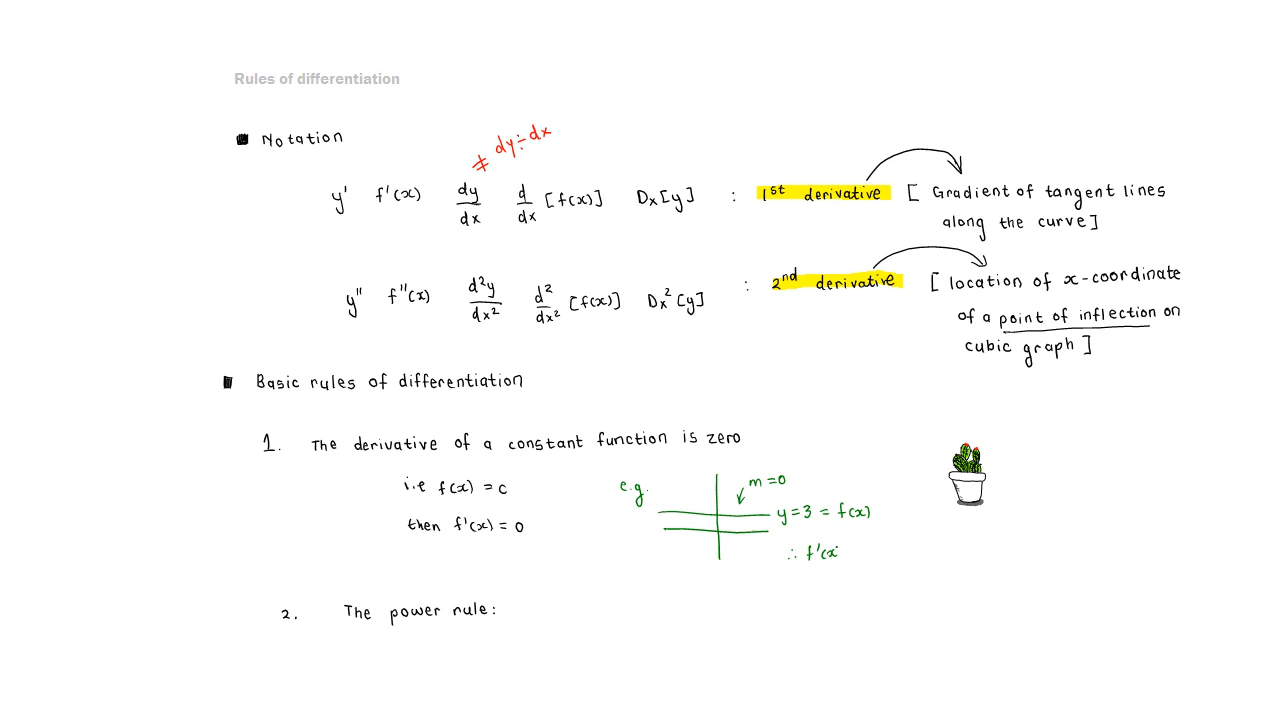 Rules of differentiation
Notation
≠ dy÷dx
y' f'(x) dy/dx d/dx [f(x)] Dx[y] : 1st derivative [ Gradient of tangent lines
along the curve]
y" f"(x) d²y/dx² d²/dx² [f(x)] Dx²[y] : 2nd derivative [ location of x-coordinate
of a point of inflection on
cubic graph ]
Basic rules of differentiation
1. The derivative of a constant function is zero
i.e f(x) = c
then f'(x) = 0
e.g.
m = 0
y = 3 = f(x)
∴ f'(x
2. The power rule: